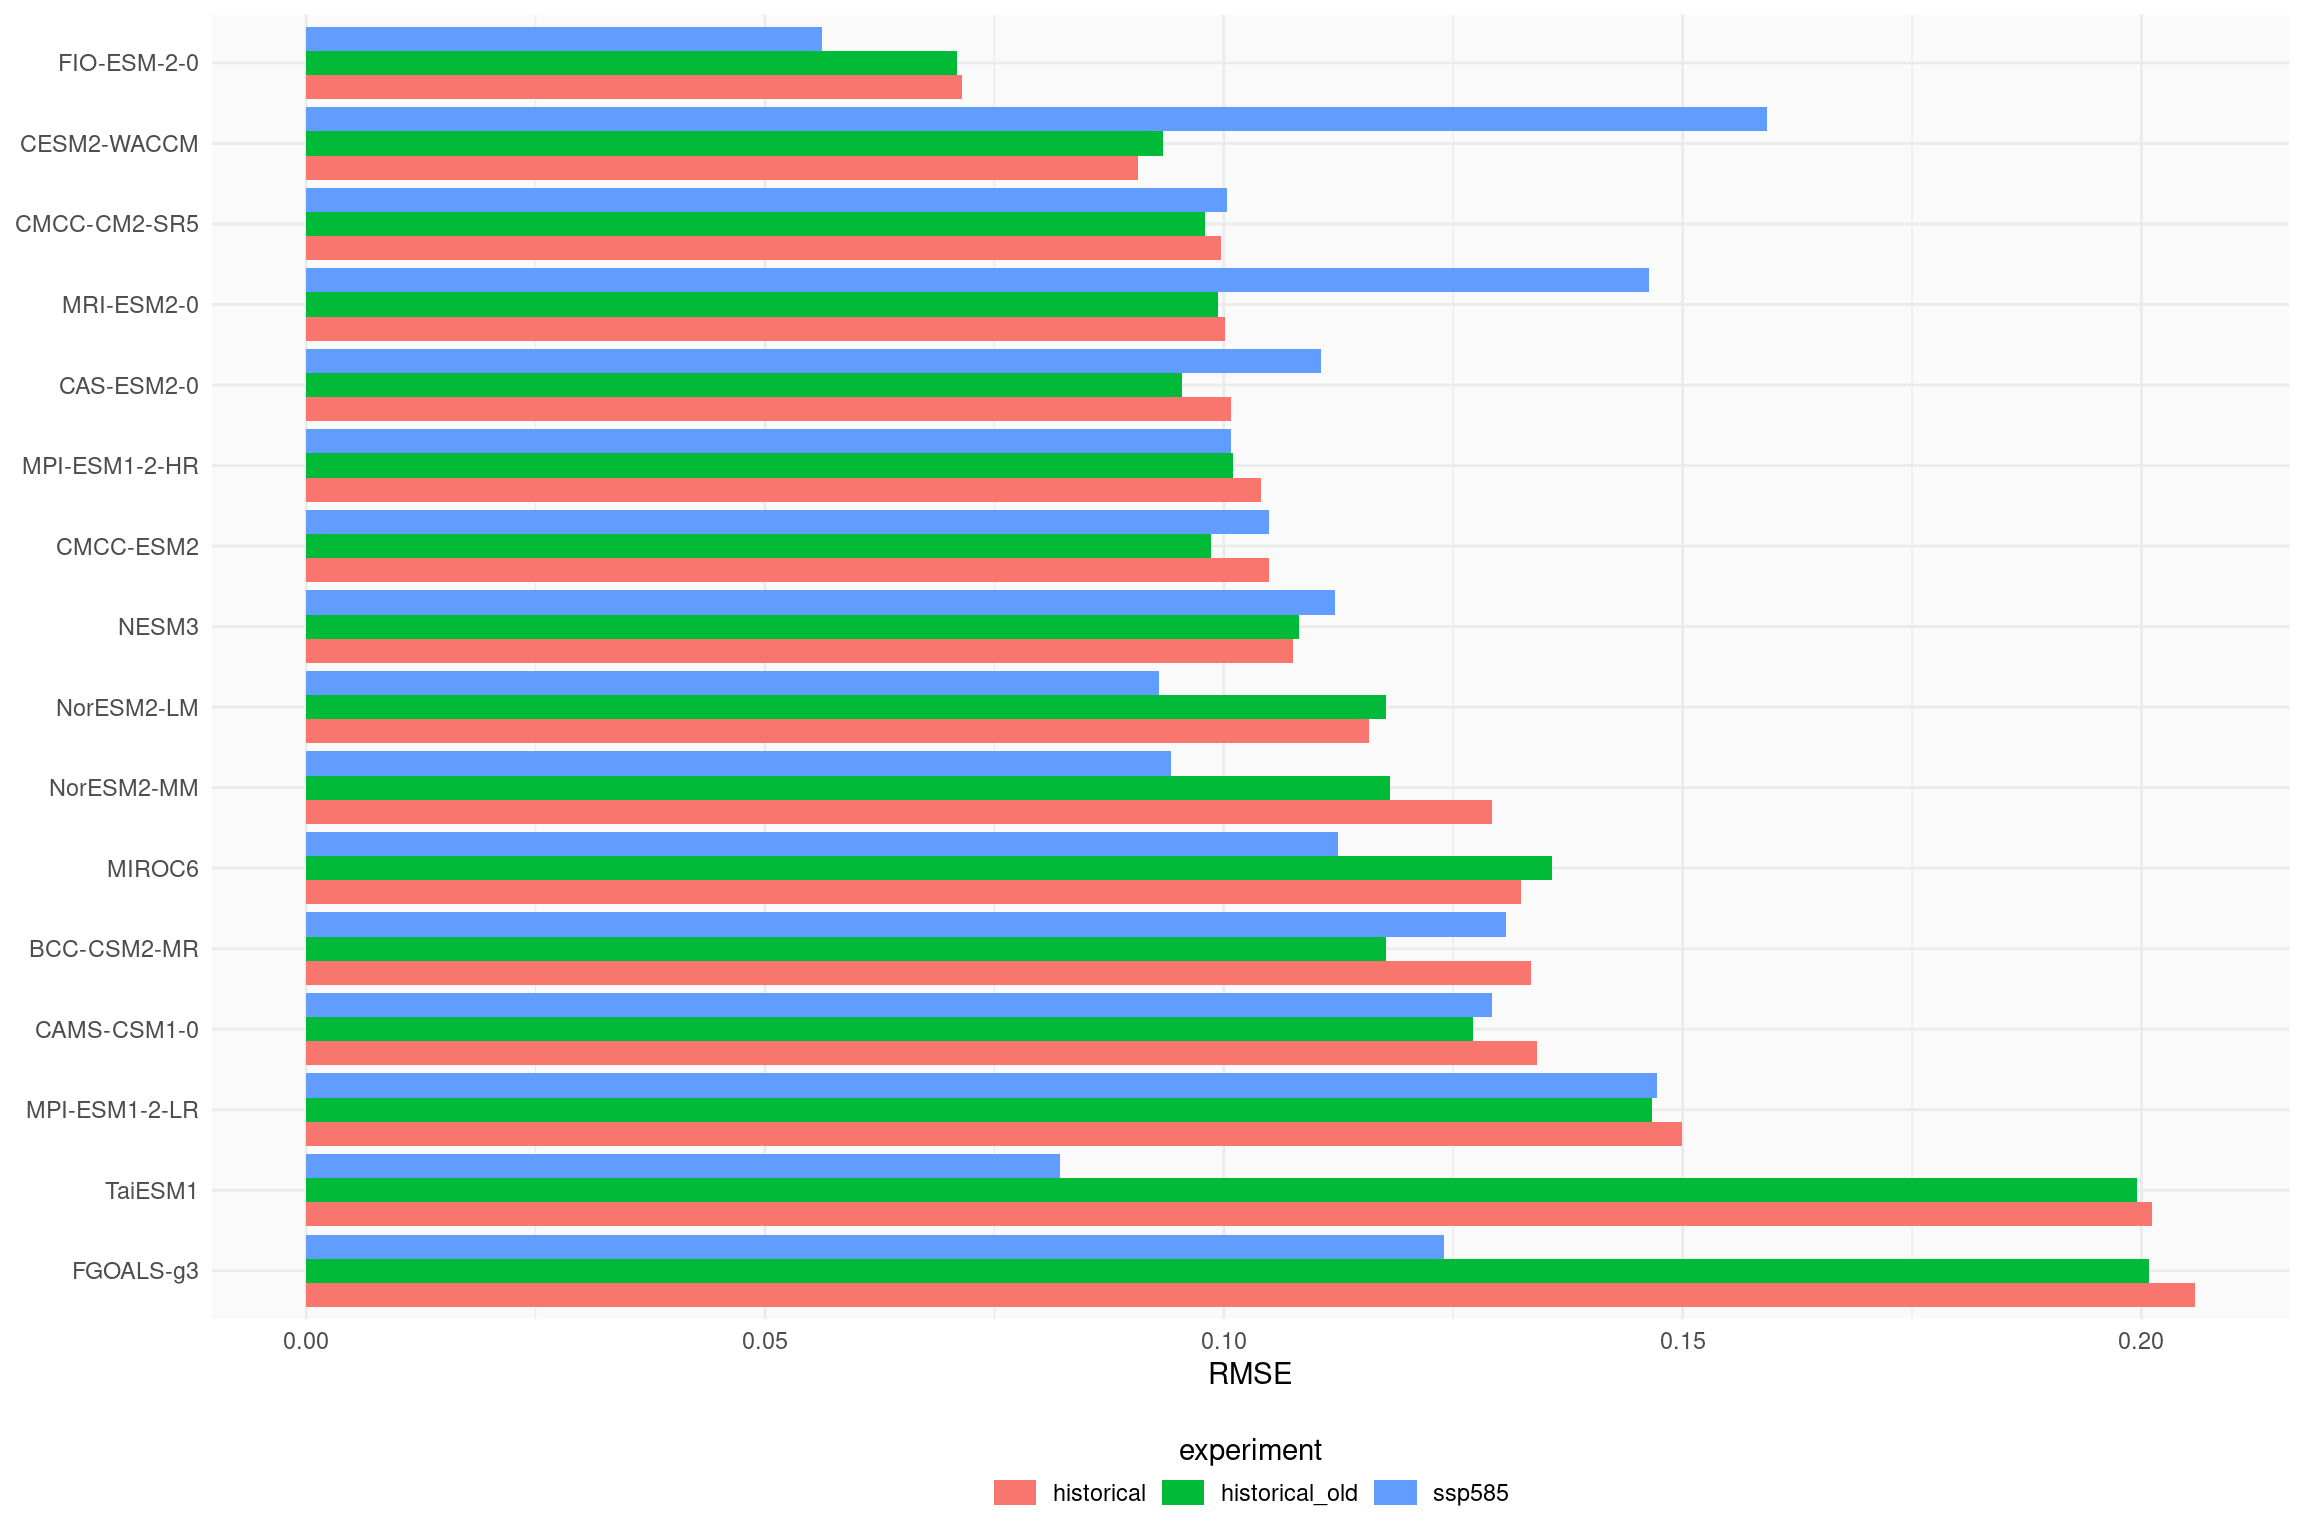 FIO-ESM-2-0
CESM2-WACCM
CMCC-CM2-SR5
MRI-ESM2-0
CAS-ESM2-0
MPI-ESM1-2-HR
CMCC-ESM2
NESM3
NorESM2-LM
NorESM2-MM
MIROC6
BCC-CSM2-MR
CAMS-CSM1-0
MPI-ESM1-2-LR
TaiESM1
FGOALS-g3
0.00 0.05 0.10 0.15 0.20
RMSE
experiment
historical historical_old ssp585